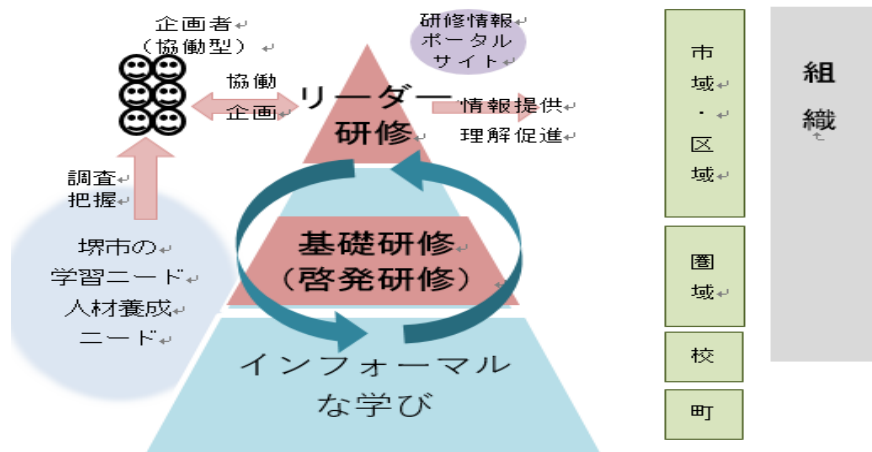 企画者
(協働型)
協働
企画
調査
把握
堺市の
学習ニード
人材養成
ニード
研修情報
ポータル
サイト
リーダー
研修
情報提供
理解促進
基礎研修
(啓発研修)
インフォーマル
な学び
市
域
・
区
域
圏
域
校
町
組
織